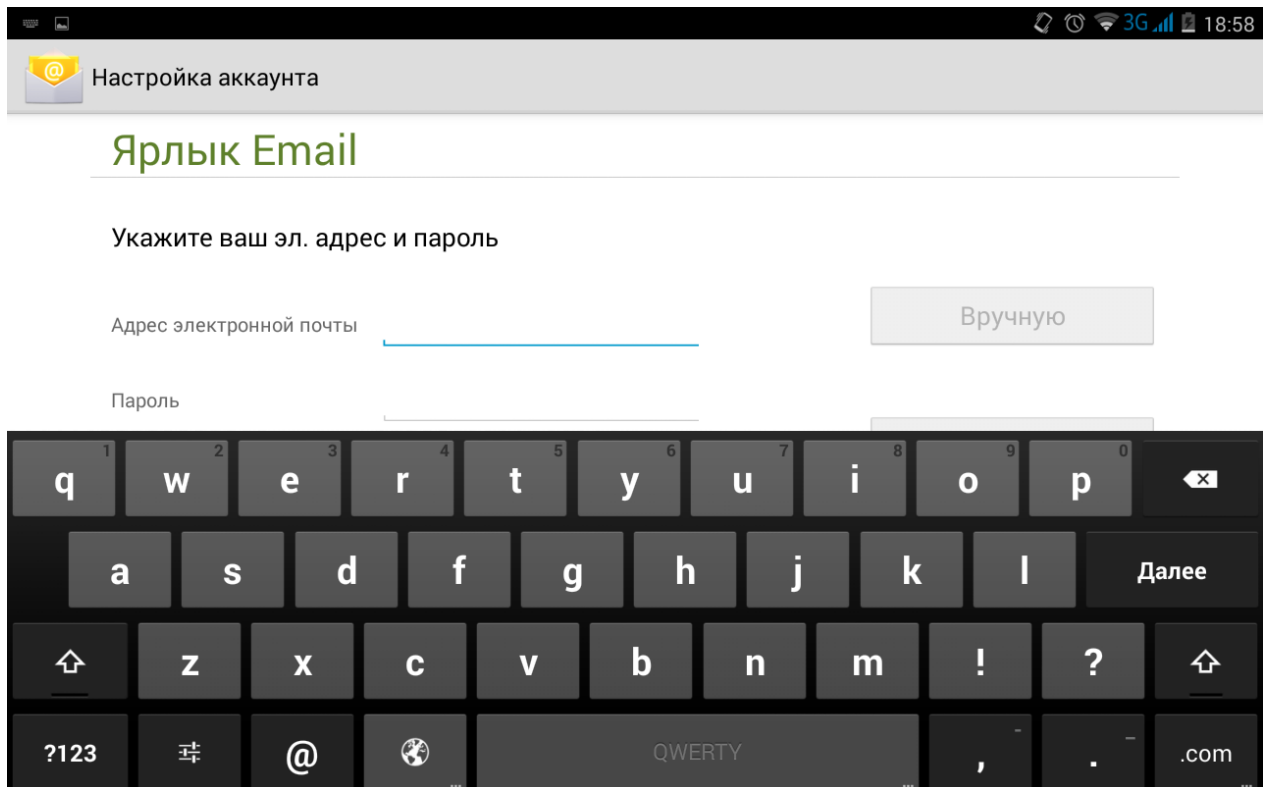 3G 18:58
@ Настройка аккаунта
Ярлык Email
Укажите ваш эл. адрес и пароль
Адрес электронной почты Вручную
Пароль
q 1 w 2 e 3 r 4 t 5 y 6 u 7 i 8 o 9 p 0
a s d f g h j k l Далее
z x c v b n m ! ?
?123 @ QWERTY , - . _ .com